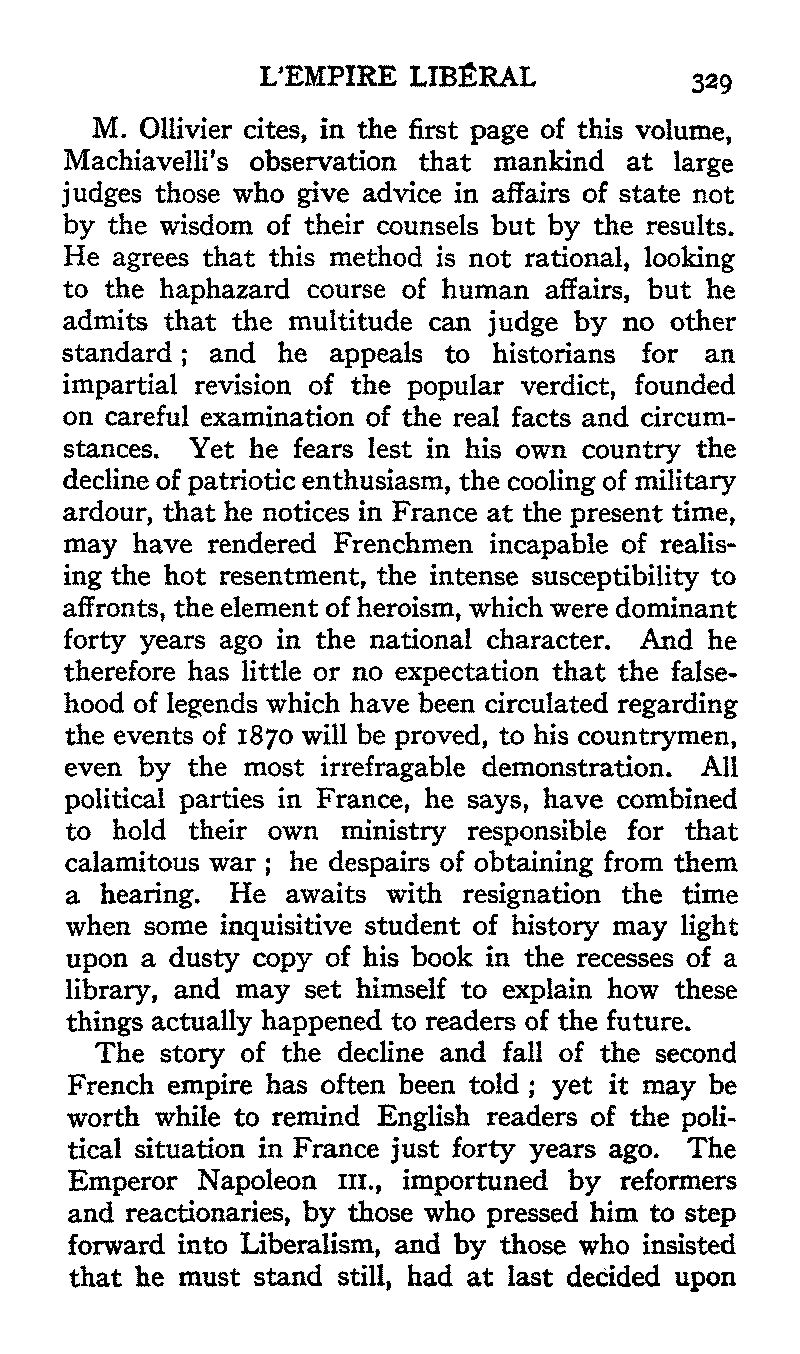 L'EMPIRE LIBÉRAL 329
M. Ollivier cites, in the first page of this volume,
Machiavelli's observation that mankind at large
judges those who give advice in affairs of state not
by the wisdom of their counsels but by the results.
He agrees that this method is not rational, looking
to the haphazard course of human affairs, but he
admits that the multitude can judge by no other
standard ; and he appeals to historians for an
impartial revision of the popular verdict, founded
on careful examination of the real facts and circum-
stances. Yet he fears lest in his own country the
decline of patriotic enthusiasm, the cooling of military
ardour, that he notices in France at the present time,
may have rendered Frenchmen incapable of realis-
ing the hot resentment, the intense susceptibility to
affronts, the element of heroism, which were dominant
forty years ago in the national character. And he
therefore has little or no expectation that the false-
hood of legends which have been circulated regarding
the events of 1870 will be proved, to his countrymen,
even by the most irrefragable demonstration. All
political parties in France, he says, have combined
to hold their own ministry responsible for that
calamitous war ; he despairs of obtaining from them
a hearing. He awaits with resignation the time
when some inquisitive student of history may light
upon a dusty copy of his book in the recesses of a
library, and may set himself to explain how these
things actually happened to readers of the future.
The story of the decline and fall of the second
French empire has often been told ; yet it may be
worth while to remind English readers of the poli-
tical situation in France just forty years ago. The
Emperor Napoleon III., importuned by reformers
and reactionaries, by those who pressed him to step
forward into Liberalism, and by those who insisted
that he must stand still, had at last decided upon